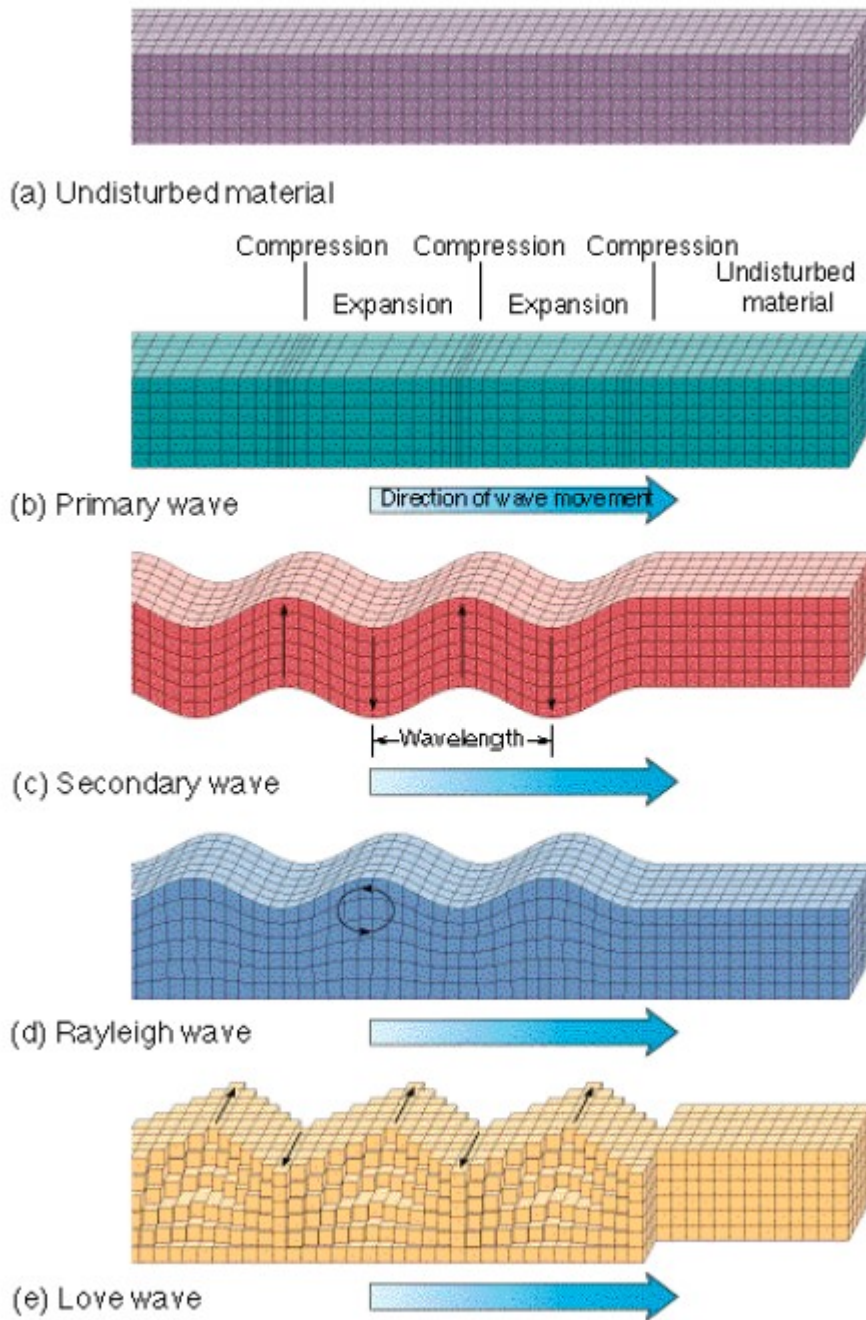 (a) Undisturbed material
Compression Compression Compression
Undisturbed
material
Expansion Expansion
(b) Primary wave
Direction of wave movement
Wavelength
(c) Secondary wave
(d) Rayleigh wave
(e) Love wave